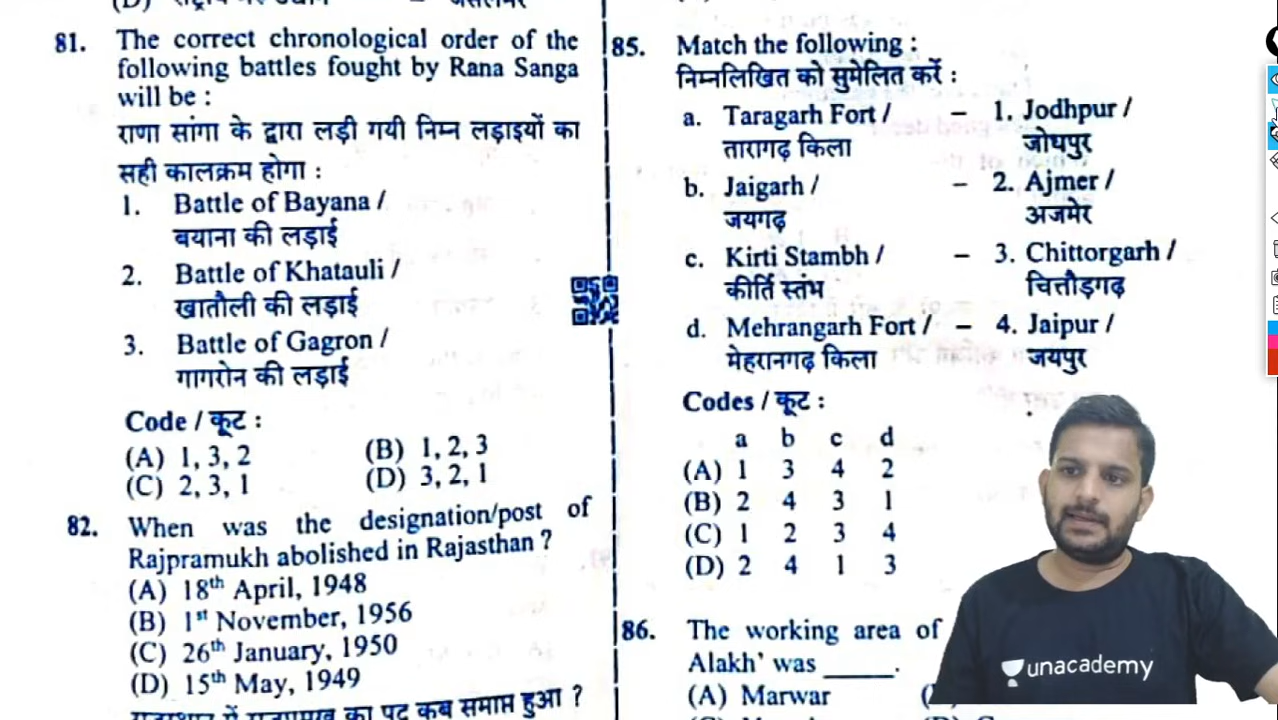 81. The correct chronological order of the
following battles fought by Rana Sanga
will be :
राणा सांगा के द्वारा लड़ी गयी निम्न लड़ाइयों का
सही कालक्रम होगा :
1. Battle of Bayana /
बयाना की लड़ाई
2. Battle of Khatauli /
खातौली की लड़ाई
3. Battle of Gagron /
गागरोन की लड़ाई
Code / कूट :
(A) 1, 3, 2 (B) 1, 2, 3
(C) 2, 3, 1 (D) 3, 2, 1
82. When was the designation/post of
Rajpramukh abolished in Rajasthan ?
(A) 18th April, 1948
(B) 1st November, 1956
(C) 26th January, 1950
(D) 15th May, 1949
का पद कब समाप्त हुआ ?
85. Match the following :
निम्नलिखित को सुमेलित करें :
a. Taragarh Fort / – 1. Jodhpur /
तारागढ़ किला जोधपुर
b. Jaigarh / – 2. Ajmer /
जयगढ़ अजमेर
c. Kirti Stambh / – 3. Chittorgarh /
कीर्ति स्तंभ चित्तौड़गढ़
d. Mehrangarh Fort / – 4. Jaipur /
मेहरानगढ़ किला जयपुर
Codes / कूट :
a b c d
(A) 1 3 4 2
(B) 2 4 3 1
(C) 1 2 3 4
(D) 2 4 1 3
86. The working area of
Alakh’ was _____.
(A) Marwar
unacademy